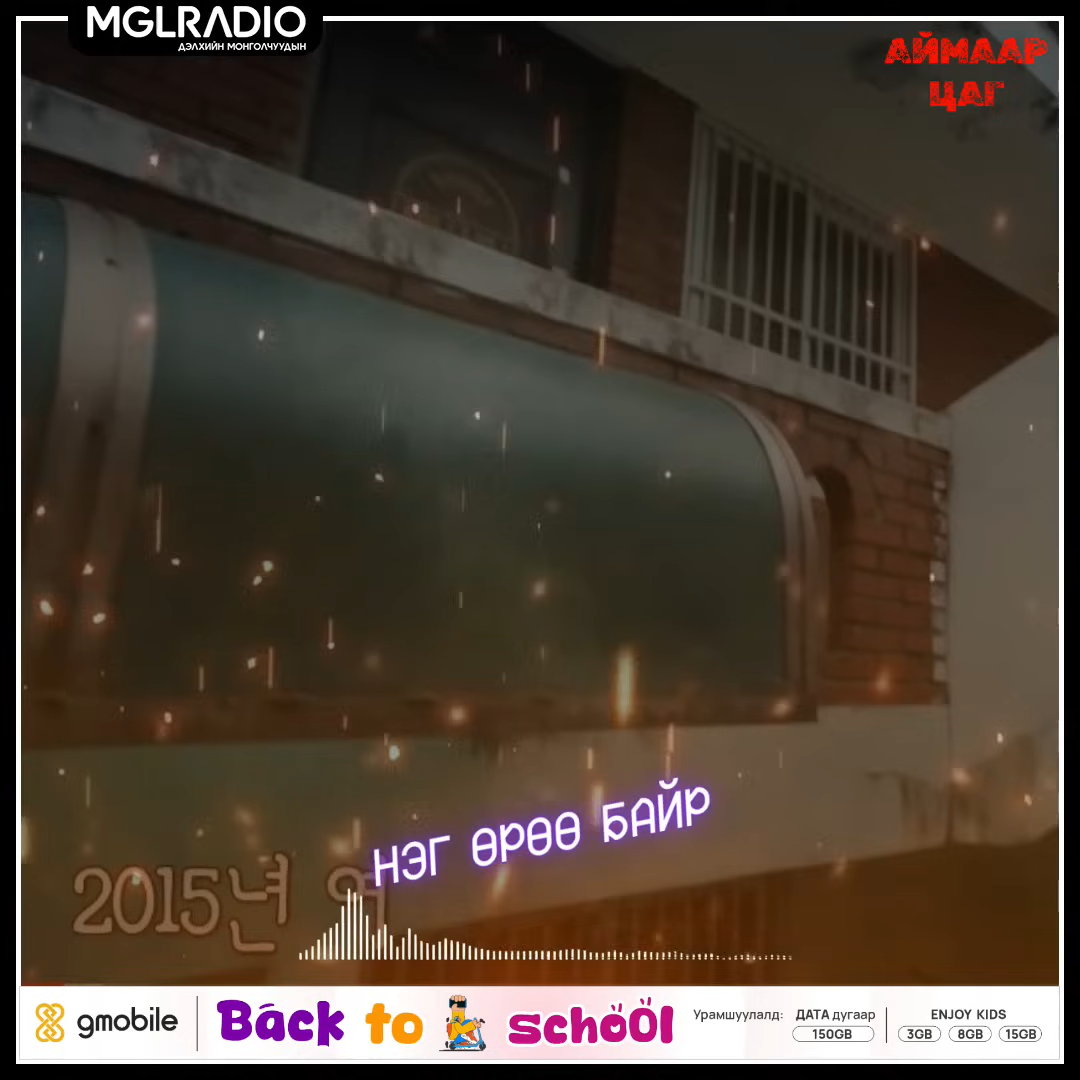 MGLRADIO
ДЭЛХИЙН МОНГОЛЧУУДЫН
АЙМААР
ЦАГ
НЭГ ӨРӨӨ БАЙР
2015년
gmobile
Back to school
Урамшуулалд:
ДАТА дугаар
150GB
ENJOY KIDS
3GB 8GB 15GB